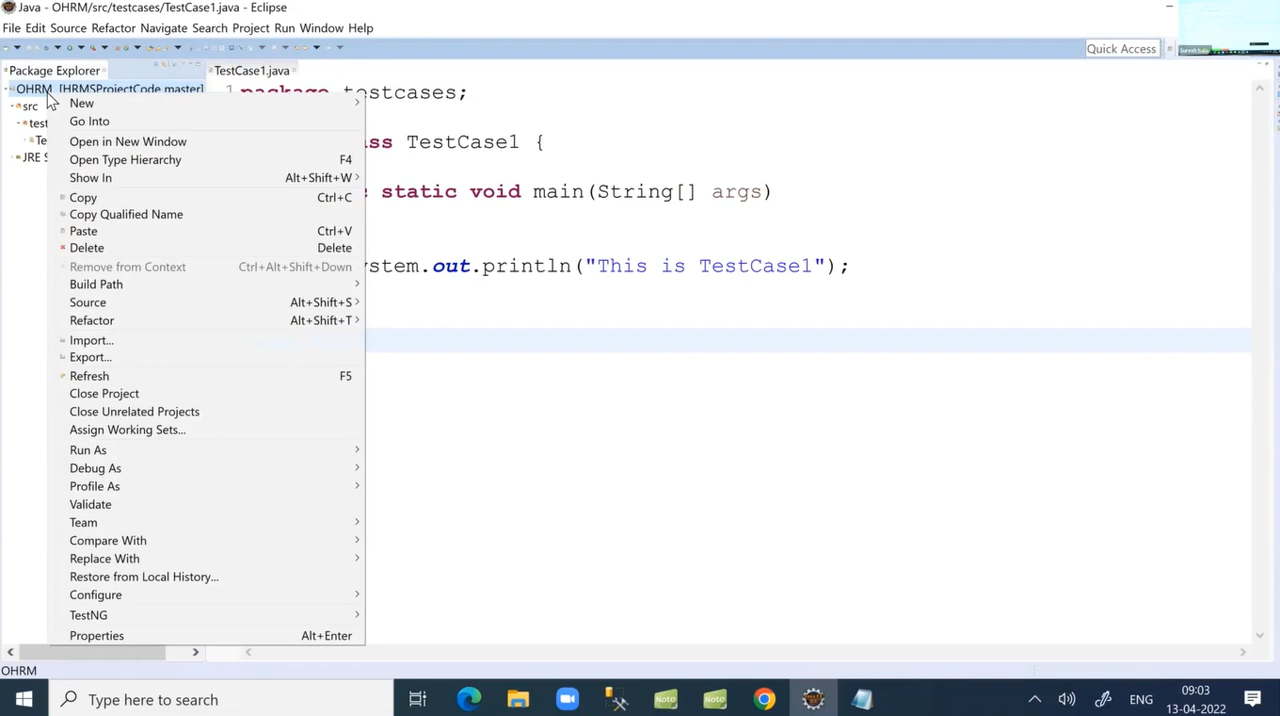 Java - OHRM/src/testcases/TestCase1.java - Eclipse
File Edit Source Refactor Navigate Search Project Run Window Help
Quick Access
Package Explorer
TestCase1.java
OHRM [HRMSProjectCode master]
1 package testcases;
New
src
Go Into
test
Open in New Window
ss TestCase1 {
Te
Open Type Hierarchy F4
JRE S
Show In Alt+Shift+W
static void main(String[] args)
Copy Ctrl+C
Copy Qualified Name
Paste Ctrl+V
Delete Delete
Remove from Context Ctrl+Alt+Shift+Down
ystem.out.println("This is TestCase1");
Build Path
Source Alt+Shift+S
Refactor Alt+Shift+T
Import...
Export...
Refresh F5
Close Project
Close Unrelated Projects
Assign Working Sets...
Run As
Debug As
Profile As
Validate
Team
Compare With
Replace With
Restore from Local History...
Configure
TestNG
Properties Alt+Enter
OHRM
Type here to search
Note
Note
ENG
09:03
13-04-2022